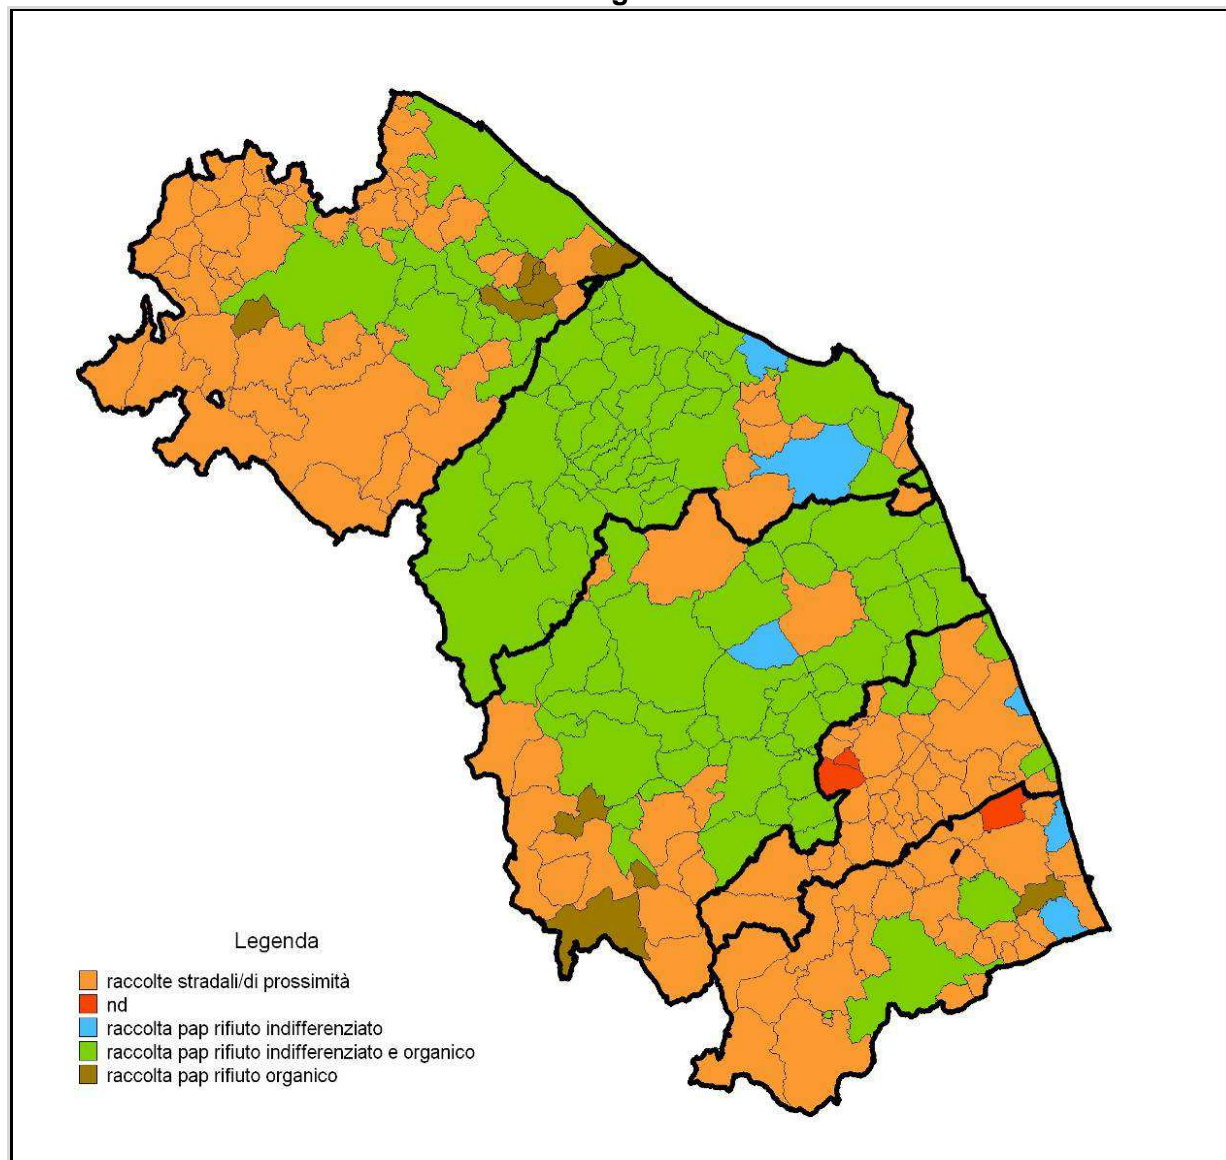 Legenda
raccolte stradali/di prossimità
nd
raccolta pap rifiuto indifferenziato
raccolta pap rifiuto indifferenziato e organico
raccolta pap rifiuto organico